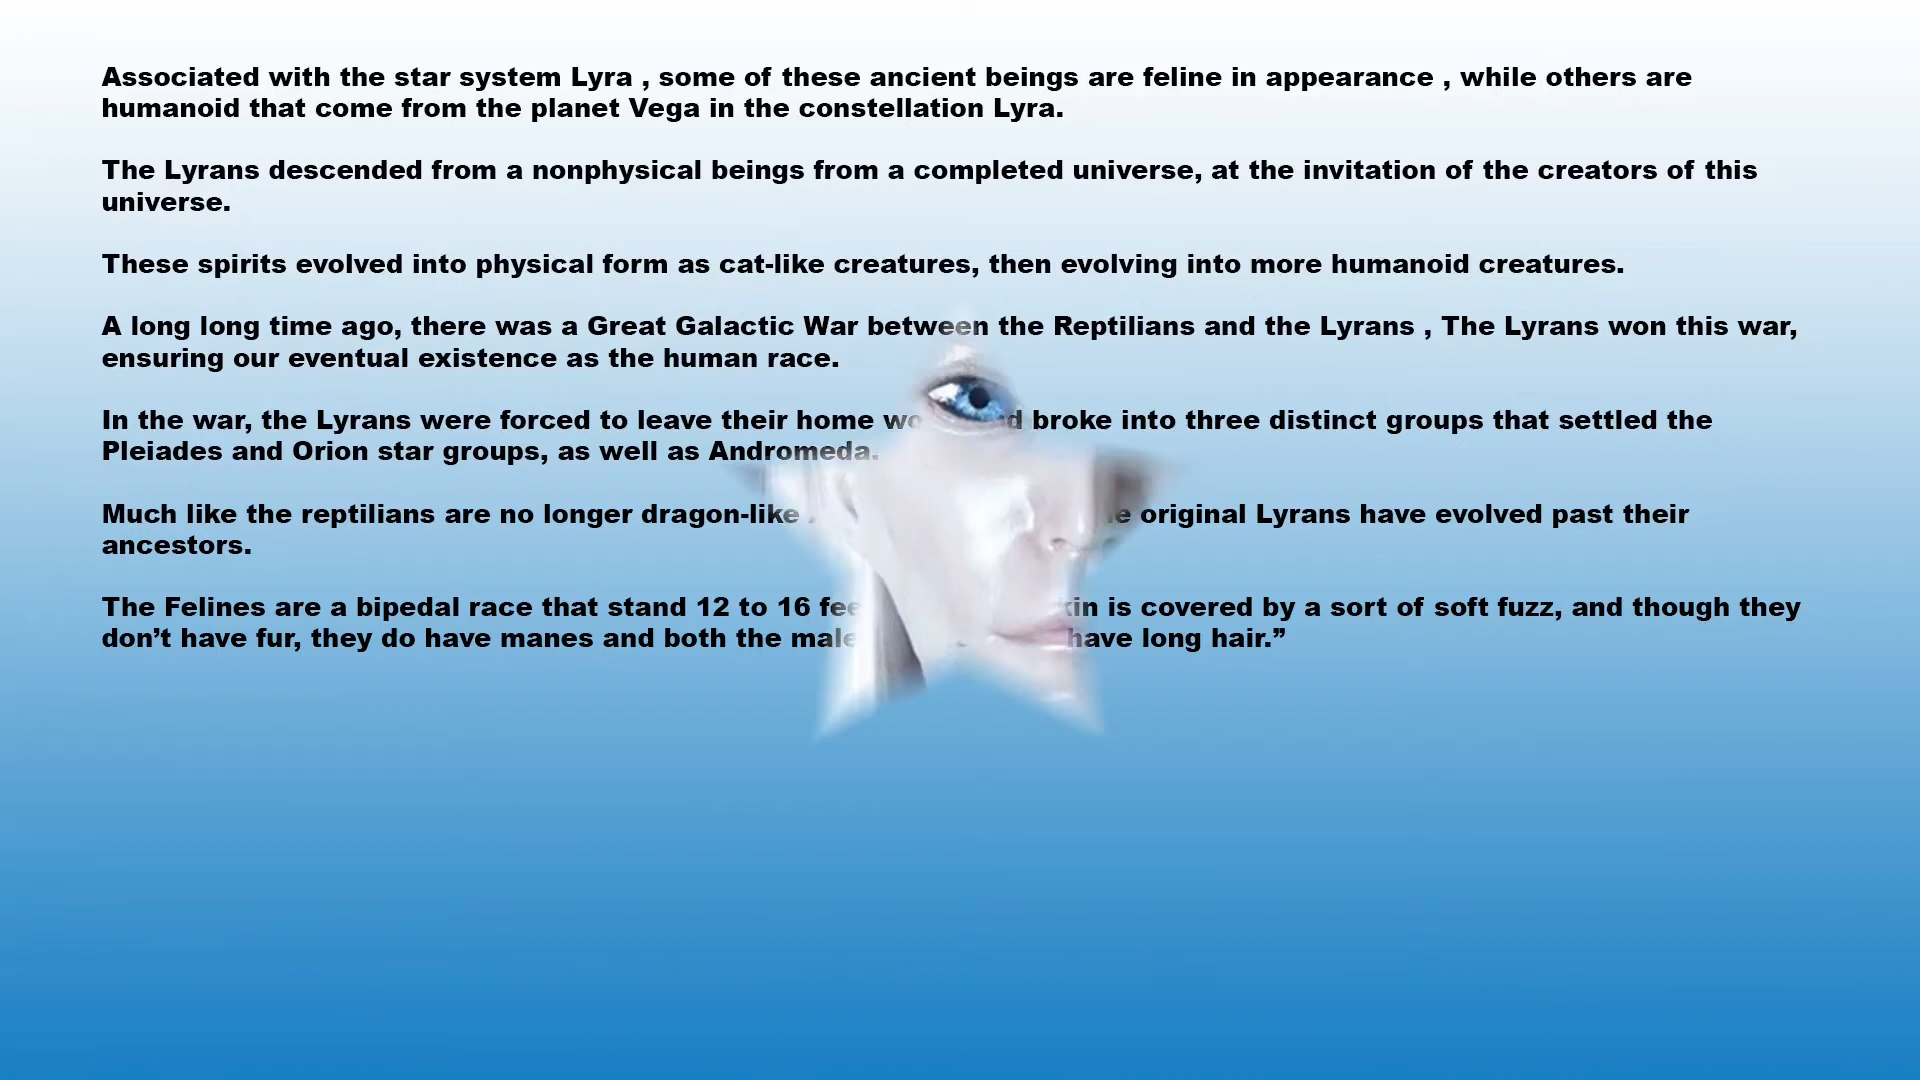 Associated with the star system Lyra , some of these ancient beings are feline in appearance , while others are
humanoid that come from the planet Vega in the constellation Lyra.
The Lyrans descended from a nonphysical beings from a completed universe, at the invitation of the creators of this
universe.
These spirits evolved into physical form as cat-like creatures, then evolving into more humanoid creatures.
A long long time ago, there was a Great Galactic War between the Reptilians and the Lyrans , The Lyrans won this war,
ensuring our eventual existence as the human race.
In the war, the Lyrans were forced to leave their home broke into three distinct groups that settled the
Pleiades and Orion star groups, as well as Andromeda.
Much like the reptilians are no longer dragon-like original Lyrans have evolved past their
ancestors.
The Felines are a bipedal race that stand 12 to 16 is covered by a sort of soft fuzz, and though they
don’t have fur, they do have manes and both the have long hair.”